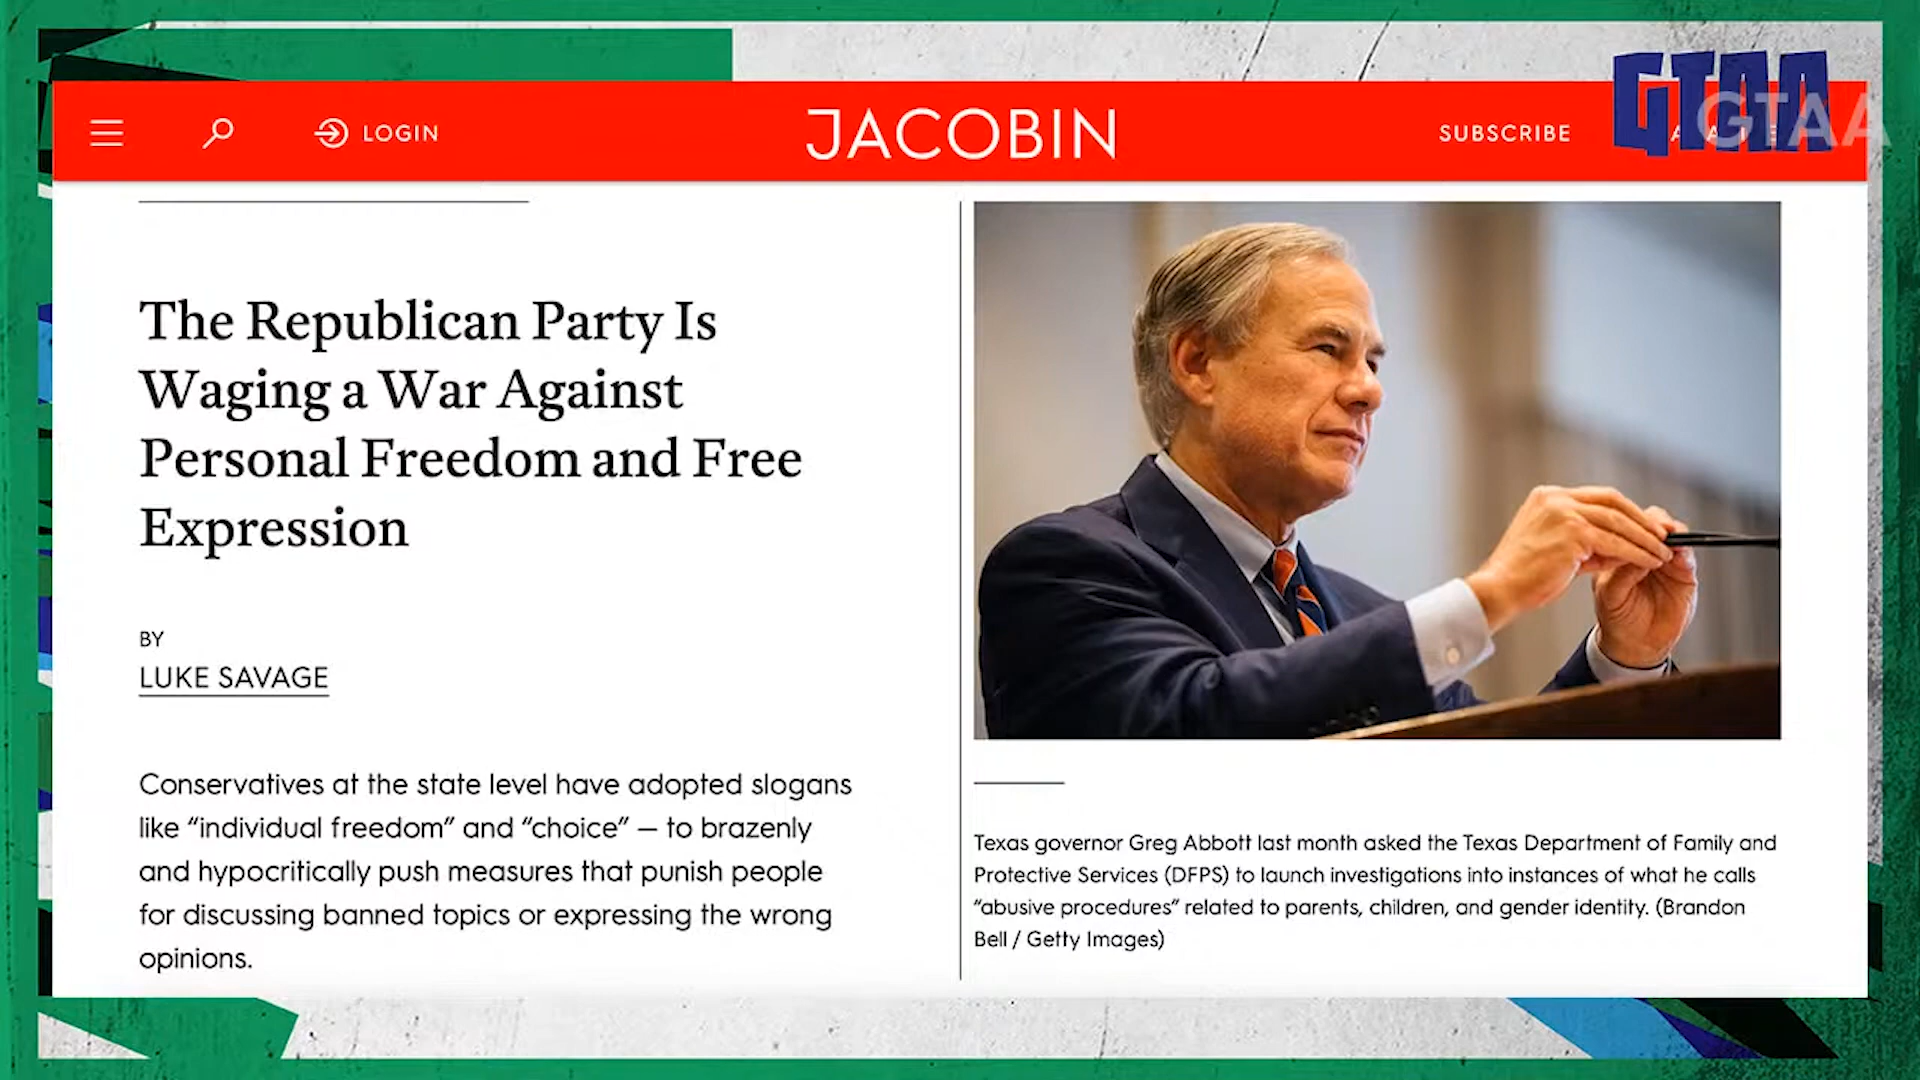 GTAA
GTAA
LOGIN
JACOBIN
SUBSCRIBE
The Republican Party Is
Waging a War Against
Personal Freedom and Free
Expression
BY
LUKE SAVAGE
Conservatives at the state level have adopted slogans
like “individual freedom” and “choice” — to brazenly
and hypocritically push measures that punish people
for discussing banned topics or expressing the wrong
opinions.
Texas governor Greg Abbott last month asked the Texas Department of Family and
Protective Services (DFPS) to launch investigations into instances of what he calls
“abusive procedures” related to parents, children, and gender identity. (Brandon
Bell / Getty Images)